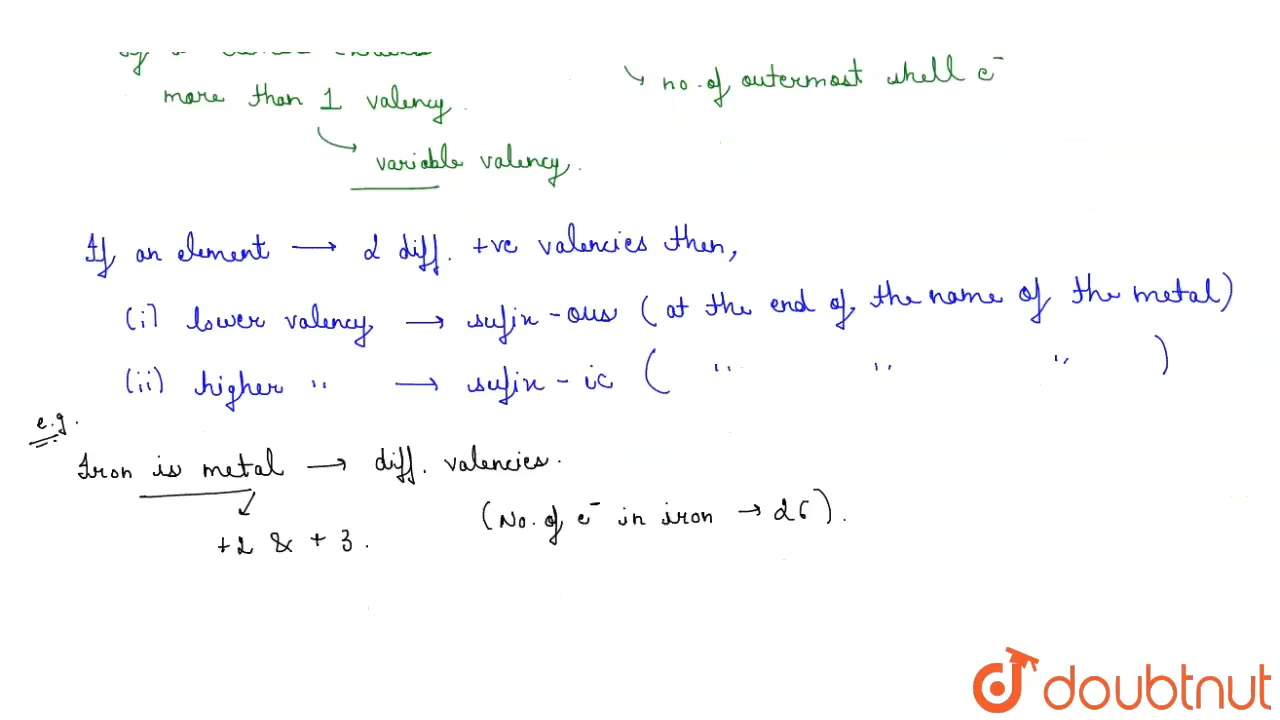 more than 1 valency.
variable valency.
no. of outermost shell e⁻
If an element → 2 diff. +ve valencies then,
(i) lower valency → sufix - ous (at the end of the name of the metal)
(ii) higher " → sufix - ic ( " " " )
e.g.
Iron is metal → diff. valencies.
+2 & +3.
(No. of e⁻ in iron → 26).
doubtnut